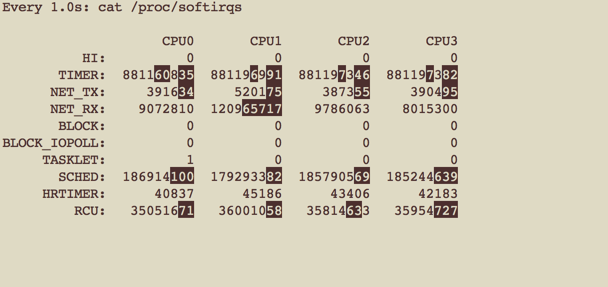 Every 1.0s: cat /proc/softirqs
CPU0 CPU1 CPU2 CPU3
HI: 0 0 0 0
TIMER: 881160835 881196991 881197346 881197382
NET_TX: 391634 520175 387355 390495
NET_RX: 9072810 120965717 9786063 8015300
BLOCK: 0 0 0 0
BLOCK_IOPOLL: 0 0 0 0
TASKLET: 1 0 0 0
SCHED: 186914100 179293382 185790569 185244639
HRTIMER: 40837 45186 43406 42183
RCU: 35051671 36001058 35814633 35954727